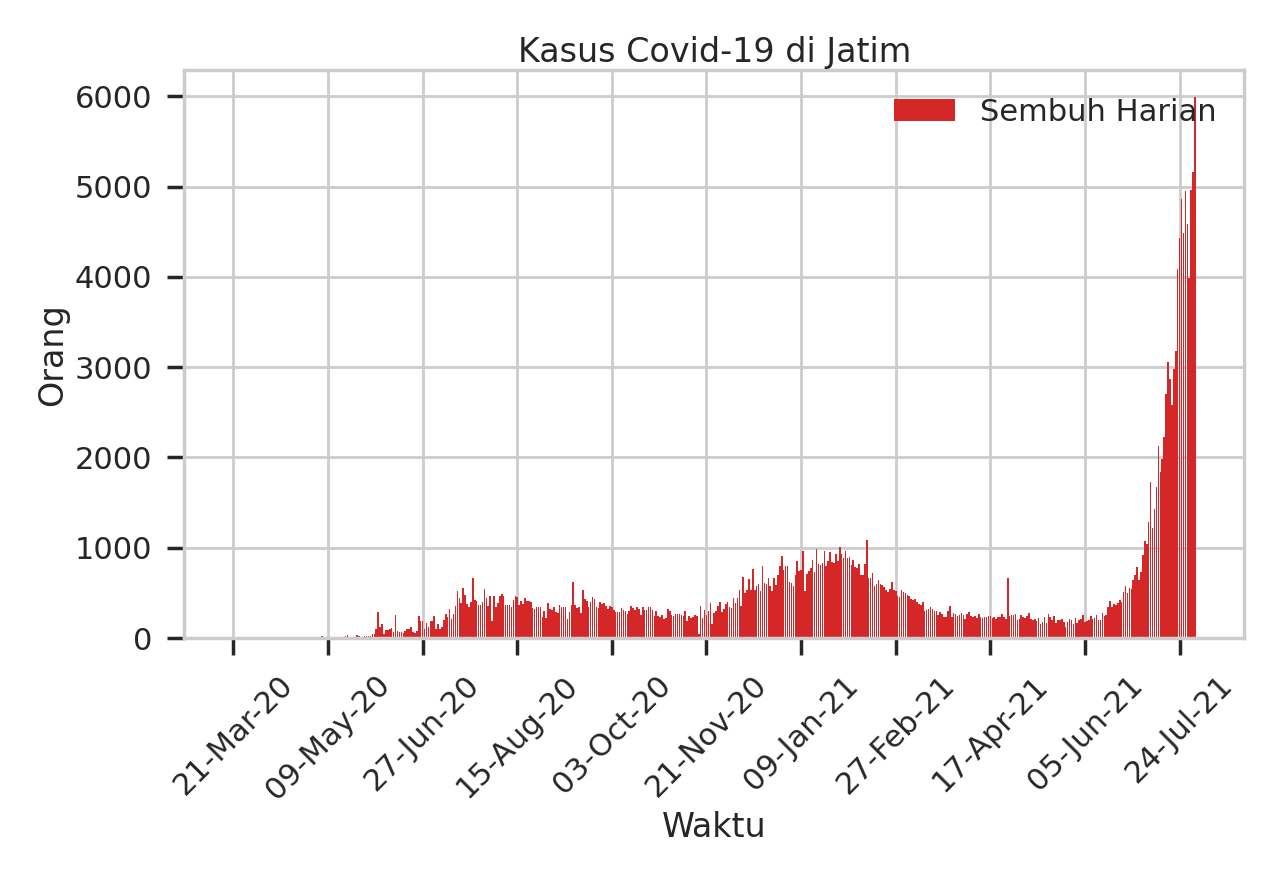 Kasus Covid-19 di Jatim
Sembuh Harian
6000
5000
4000
3000
2000
1000
0
Orang
21-Mar-20
09-May-20
27-Jun-20
15-Aug-20
03-Oct-20
21-Nov-20
09-Jan-21
27-Feb-21
17-Apr-21
05-Jun-21
24-Jul-21
Waktu